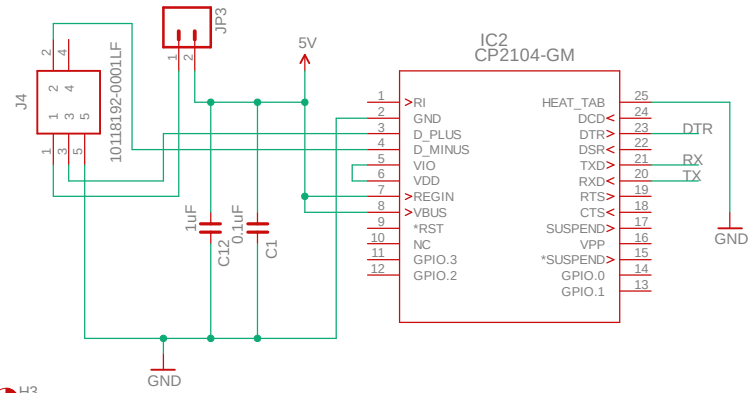 JP3
1
2
5V
2
4
J4
2 4
1 3 5
10118192-0001LF
1
3
5
1uF
C12
0.1uF
C1
GND
IC2
CP2104-GM
1 >RI
2 GND
3 D_PLUS
4 D_MINUS
5 VIO
6 VDD
7 >REGIN
8 >VBUS
9 *RST
10 NC
11 GPIO.3
12 GPIO.2
HEAT_TAB 25
DCD< 24
DTR> 23 DTR
DSR< 22
TXD> 21 RX
RXD< 20 TX
RTS> 19
CTS< 18
SUSPEND> 17
VPP 16
*SUSPEND> 15
GPIO.0 14
GPIO.1 13
GND
H3